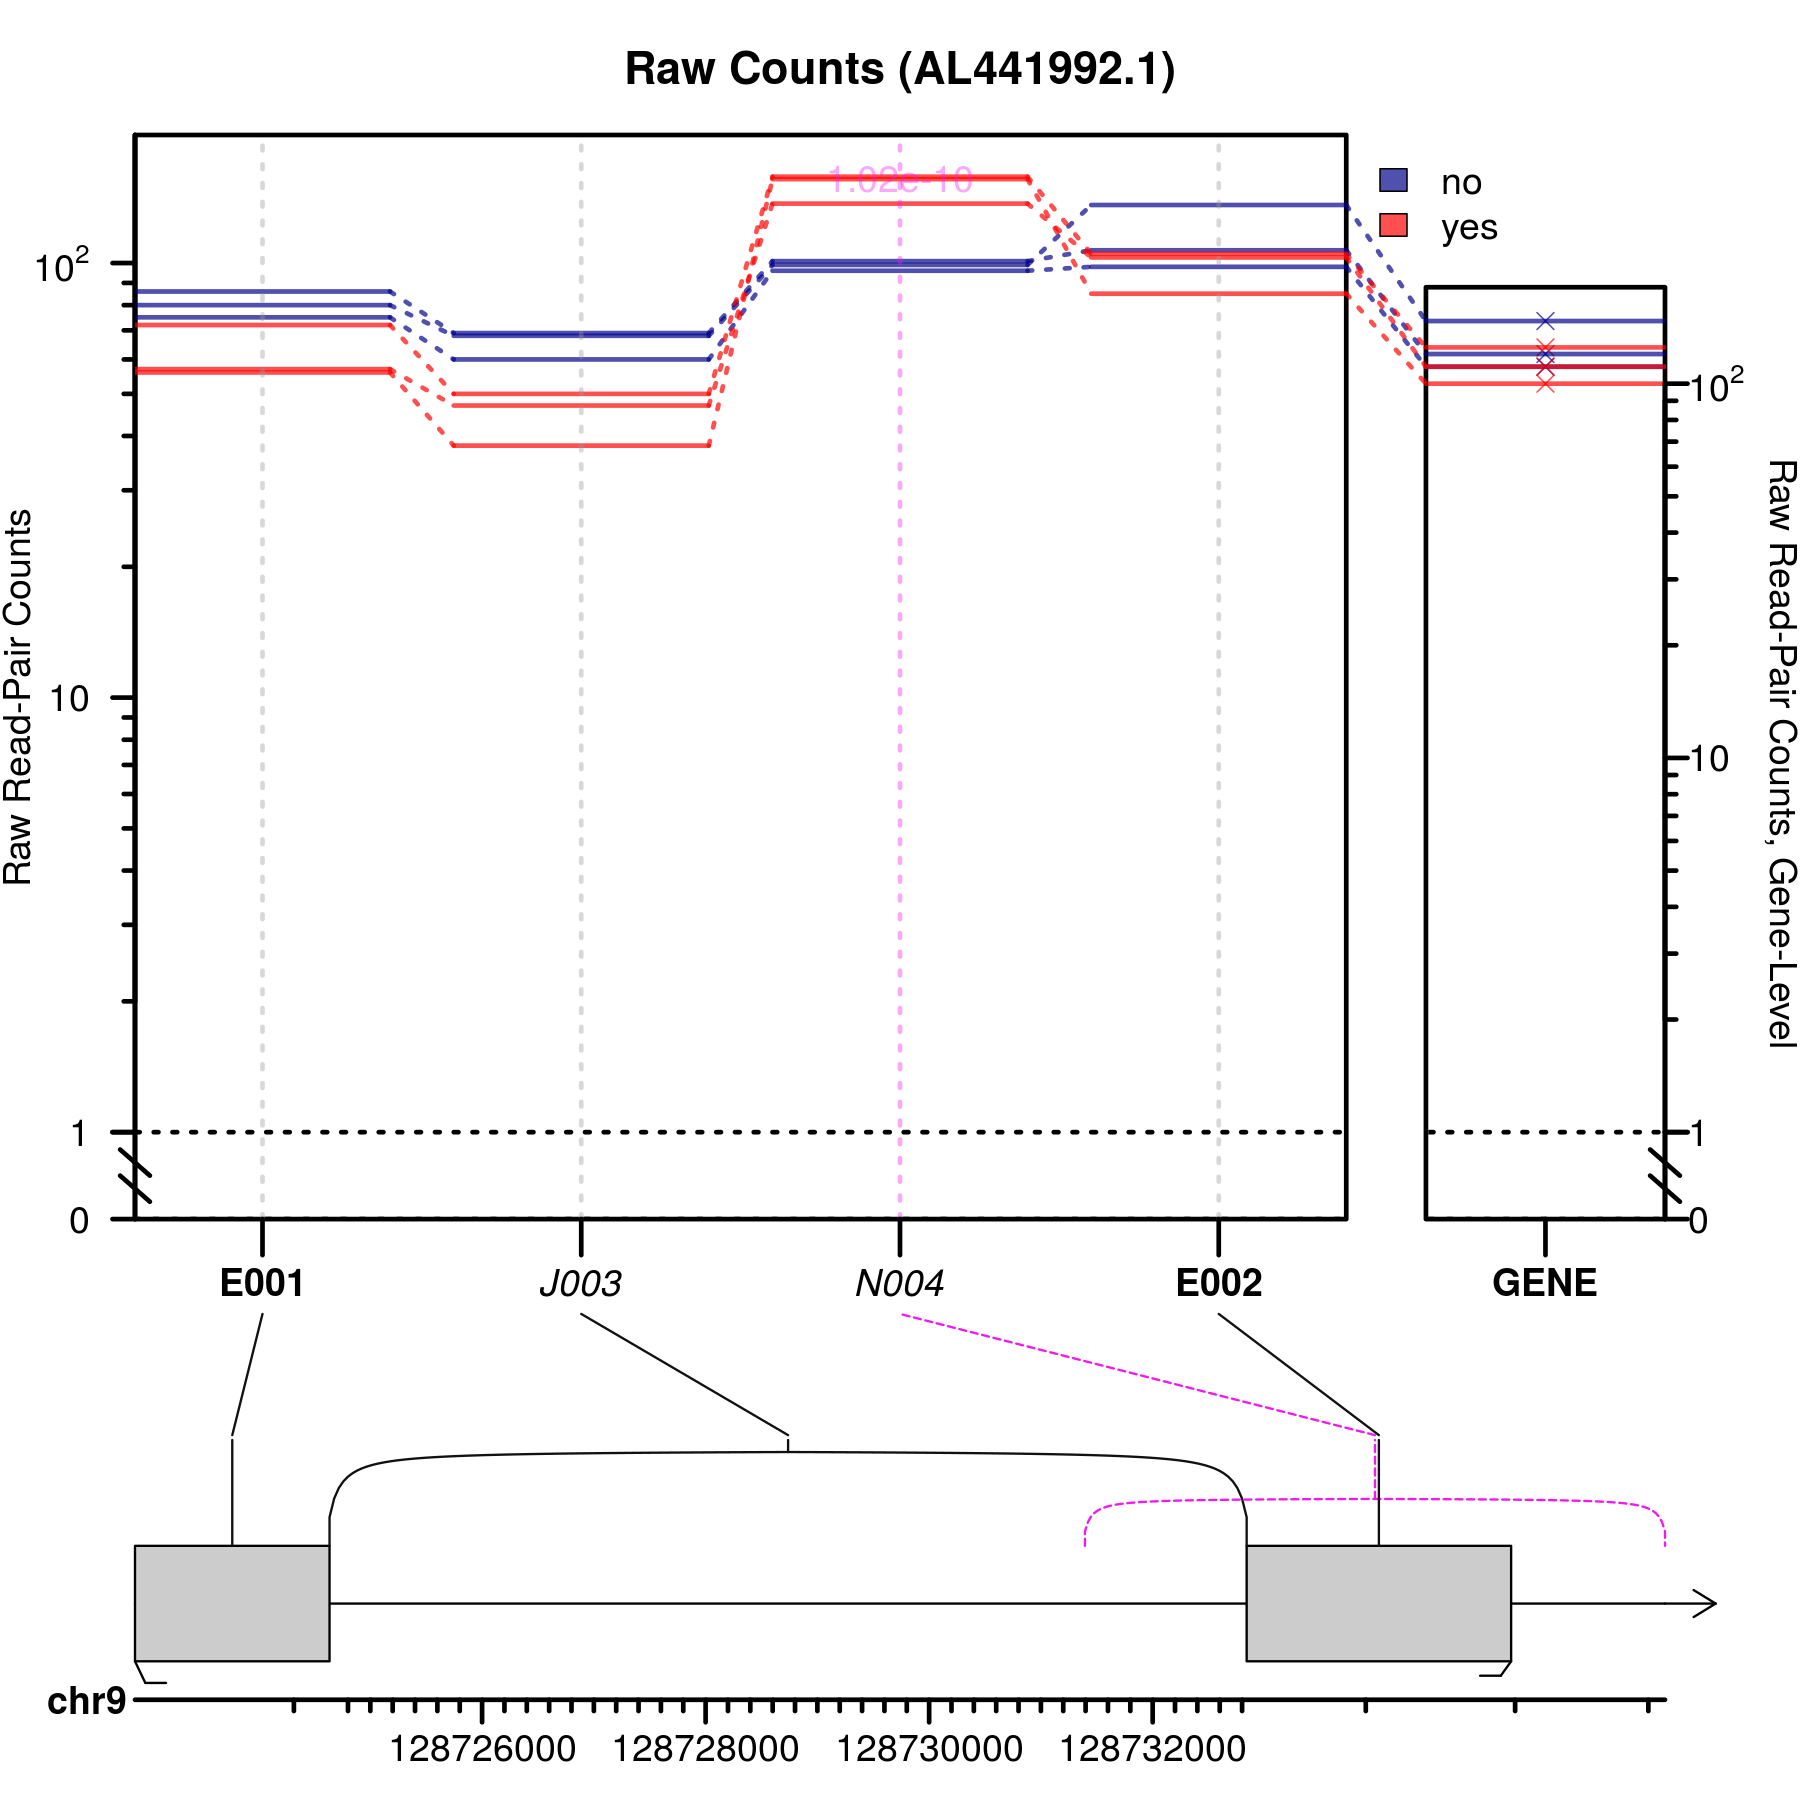 Raw Counts (AL441992.1)
1.02e-10
no
yes
10²
10
1
0
Raw Read-Pair Counts
10²
10
1
0
Raw Read-Pair Counts, Gene-Level
E001 J003 N004 E002 GENE
chr9
128726000 128728000 128730000 128732000